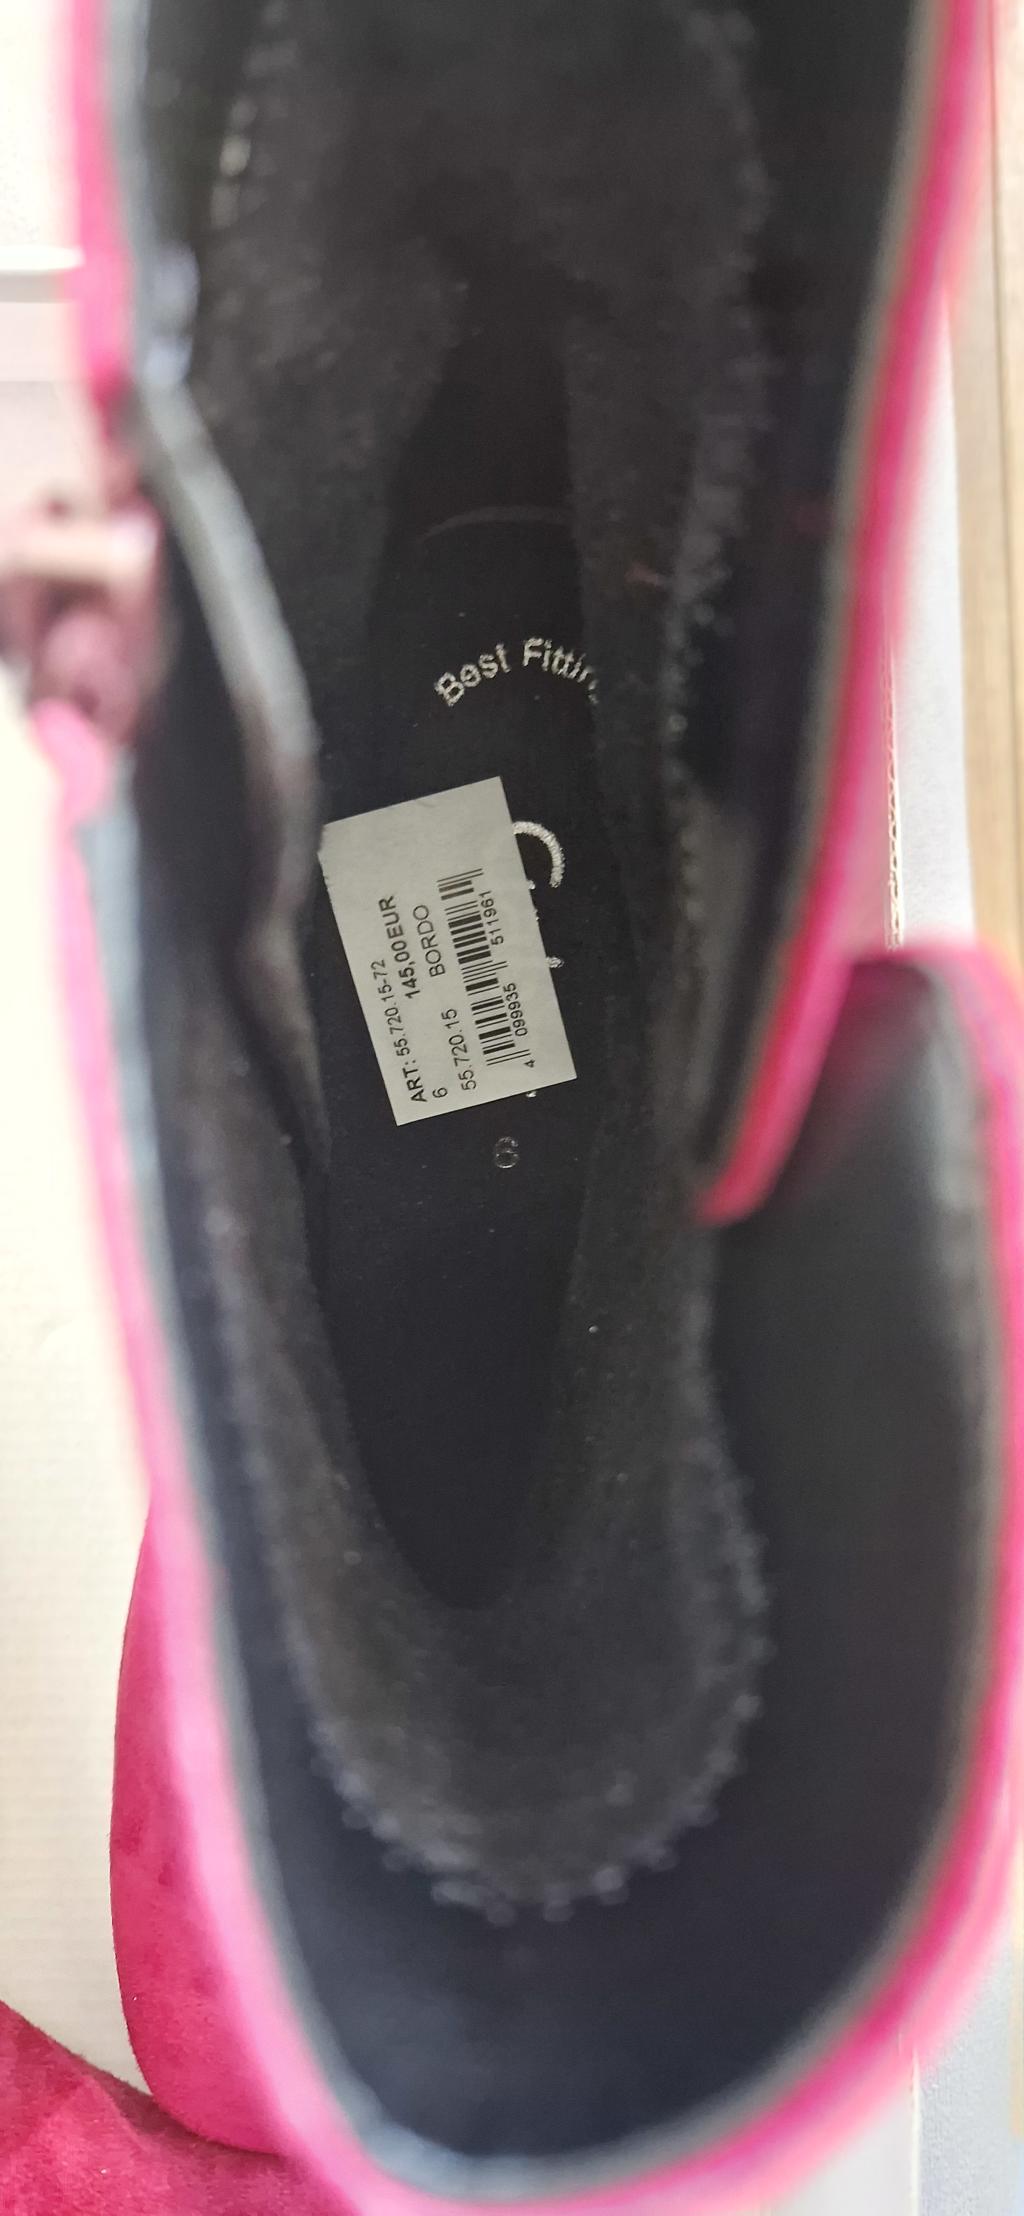 Best Fittin
ART: 55.720.15-72
145,00EUR
6
BORDO
55.720.15
4 099935 511961
6